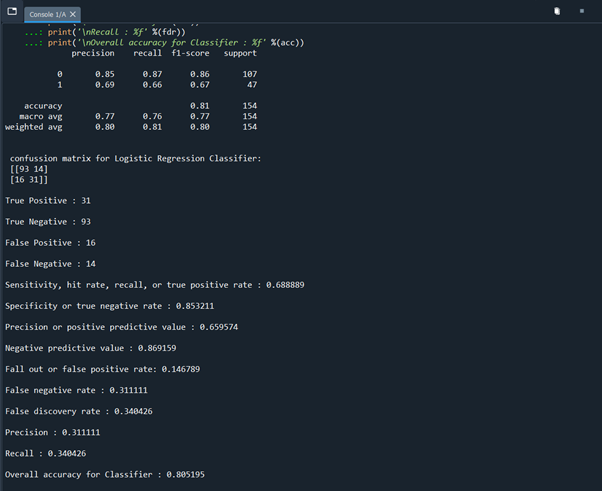 Console 1/A
...: print('\nRecall : %f' %(fdr))
...: print('\nOverall accuracy for Classifier : %f' %(acc))
precision recall f1-score support
0 0.85 0.87 0.86 107
1 0.69 0.66 0.67 47
accuracy 0.81 154
macro avg 0.77 0.76 0.77 154
weighted avg 0.80 0.81 0.80 154
confussion matrix for Logistic Regression Classifier:
[[93 14]
[16 31]]
True Positive : 31
True Negative : 93
False Positive : 16
False Negative : 14
Sensitivity, hit rate, recall, or true positive rate : 0.688889
Specificity or true negative rate : 0.853211
Precision or positive predictive value : 0.659574
Negative predictive value : 0.869159
Fall out or false positive rate: 0.146789
False negative rate : 0.311111
False discovery rate : 0.340426
Precision : 0.311111
Recall : 0.340426
Overall accuracy for Classifier : 0.805195